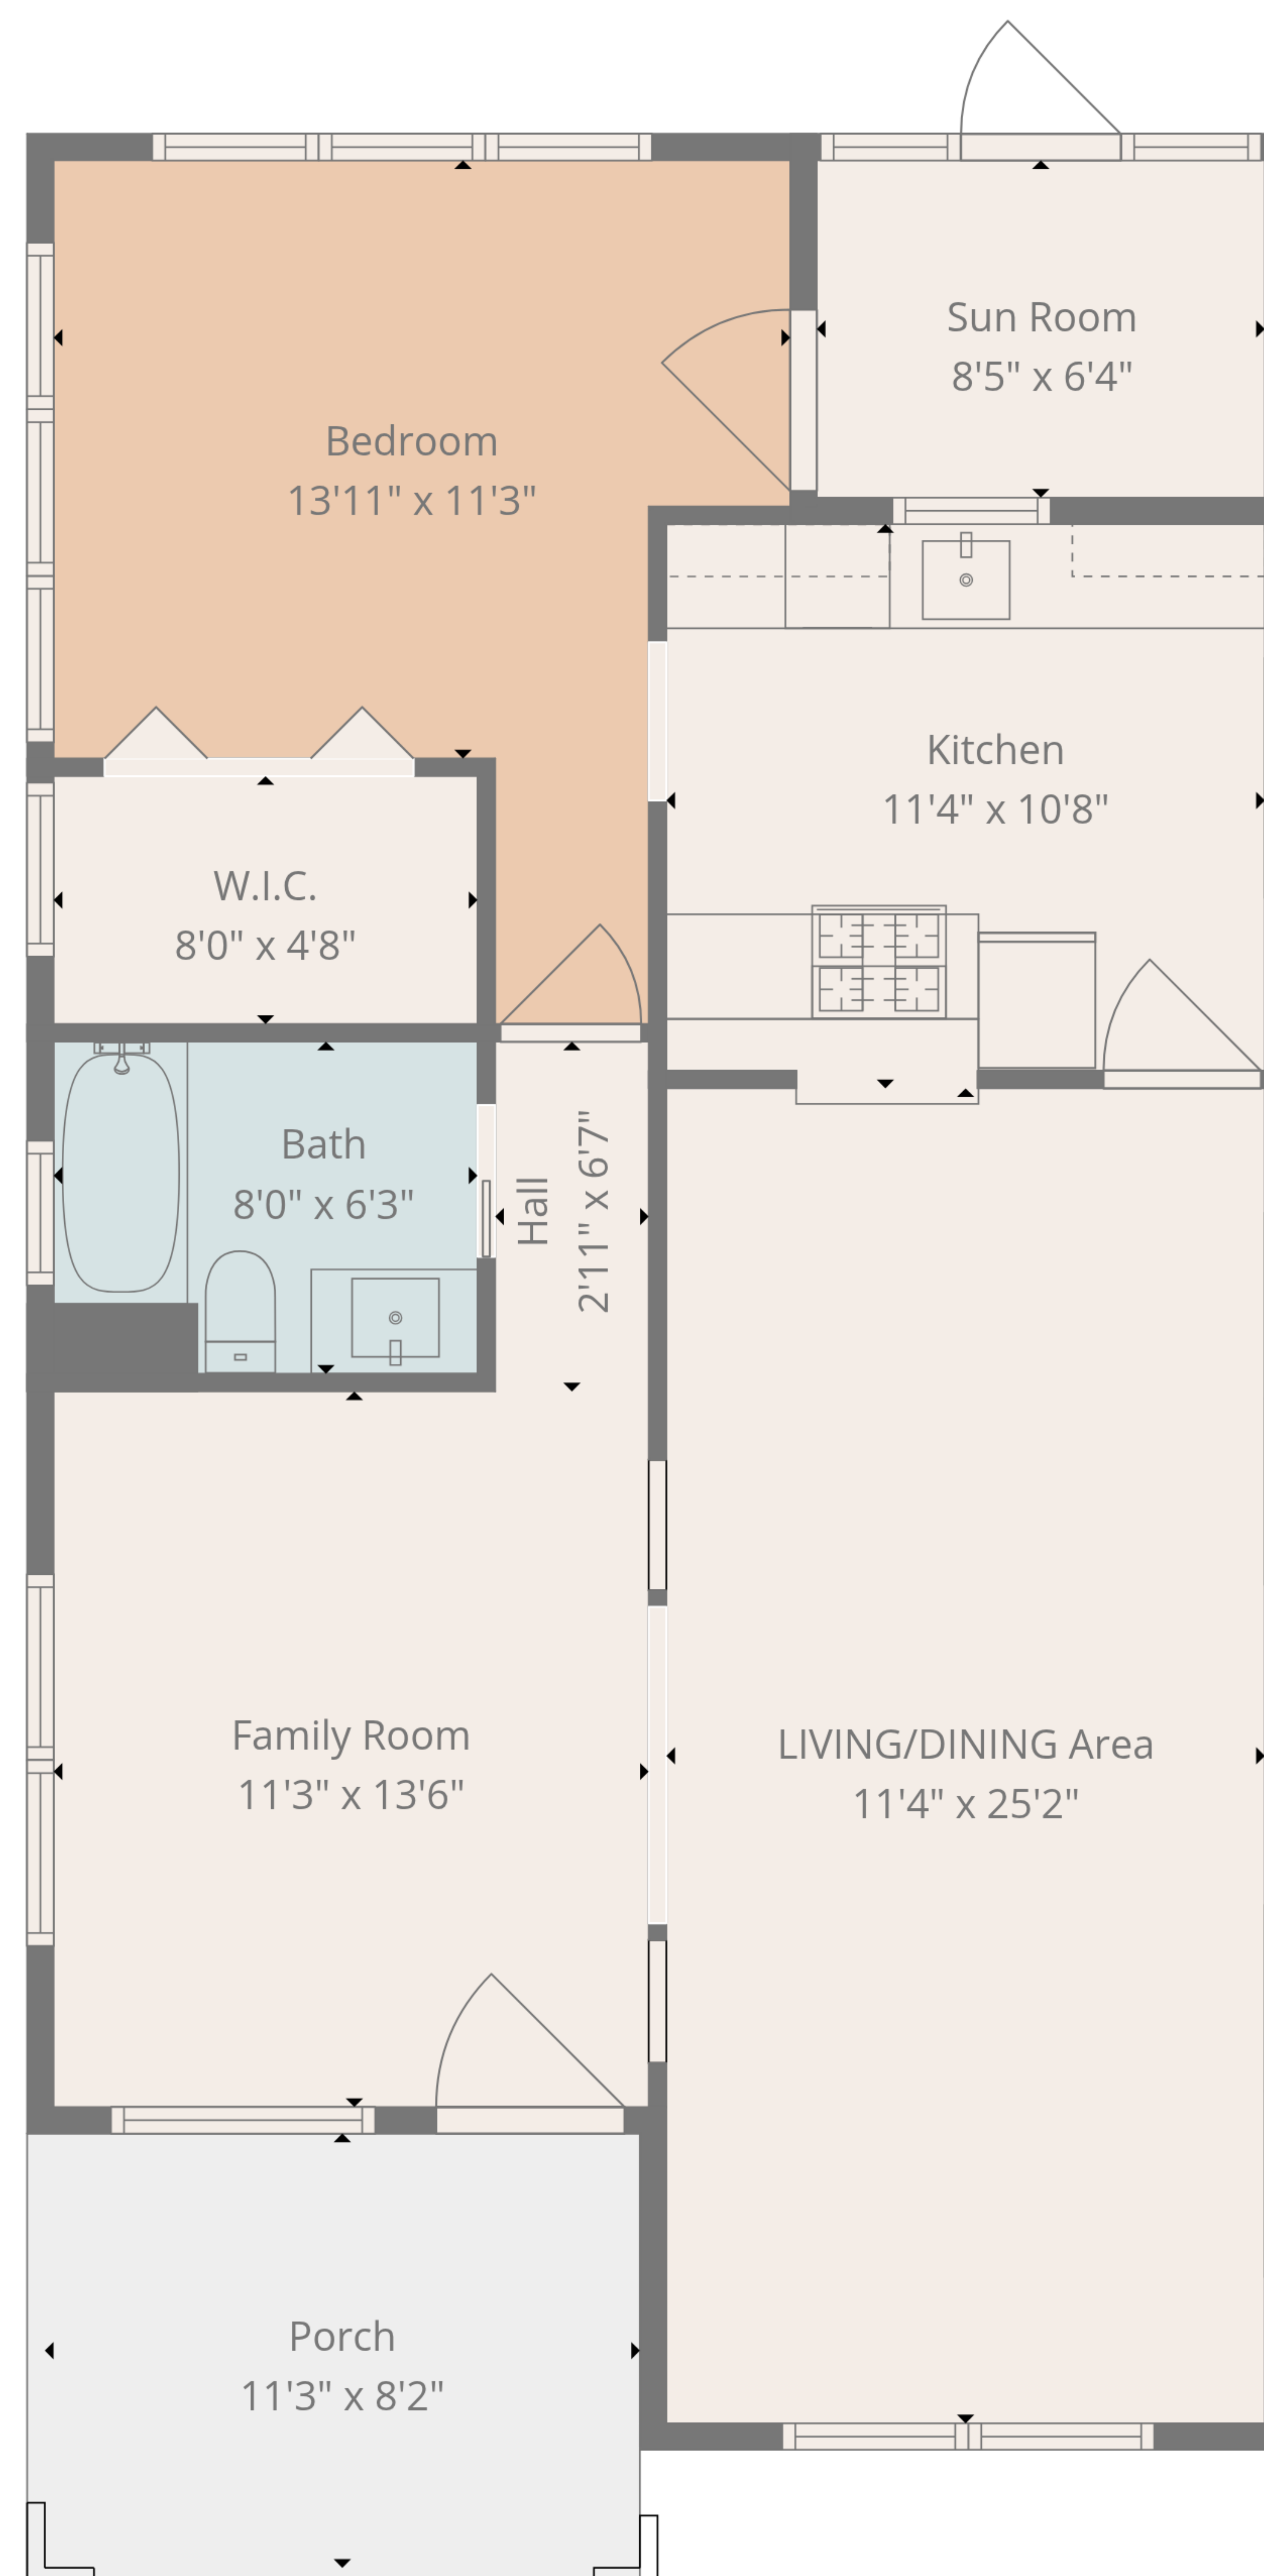 Sun Room
8'5" x 6'4"
Bedroom
13'11" x 11'3"
Kitchen
11'4" x 10'8"
W.I.C.
8'0" x 4'8"
Bath
8'0" x 6'3"
Hall
2'11" x 6'7"
Family Room
11'3" x 13'6"
LIVING/DINING Area
11'4" x 25'2"
Porch
11'3" x 8'2"